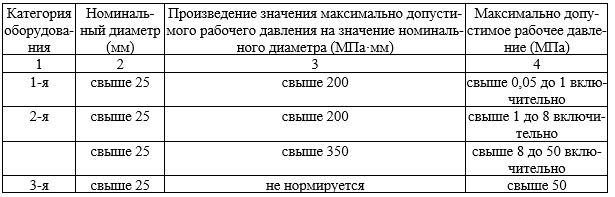 Категория оборудова- ния Номиналь- ный диаметр (мм) Произведение значения максимально допусти- мого рабочего давления на значение номиналь- ного диаметра (МПа·мм) Максимально допу- стимое рабочее давле- ние (МПа)
1 2 3 4
1-я свыше 25 свыше 200 свыше 0,05 до 1 вклю- чительно
2-я свыше 25 свыше 200 свыше 1 до 8 включи- тельно
свыше 25 свыше 350 свыше 8 до 50 вклю- чительно
3-я свыше 25 не нормируется свыше 50